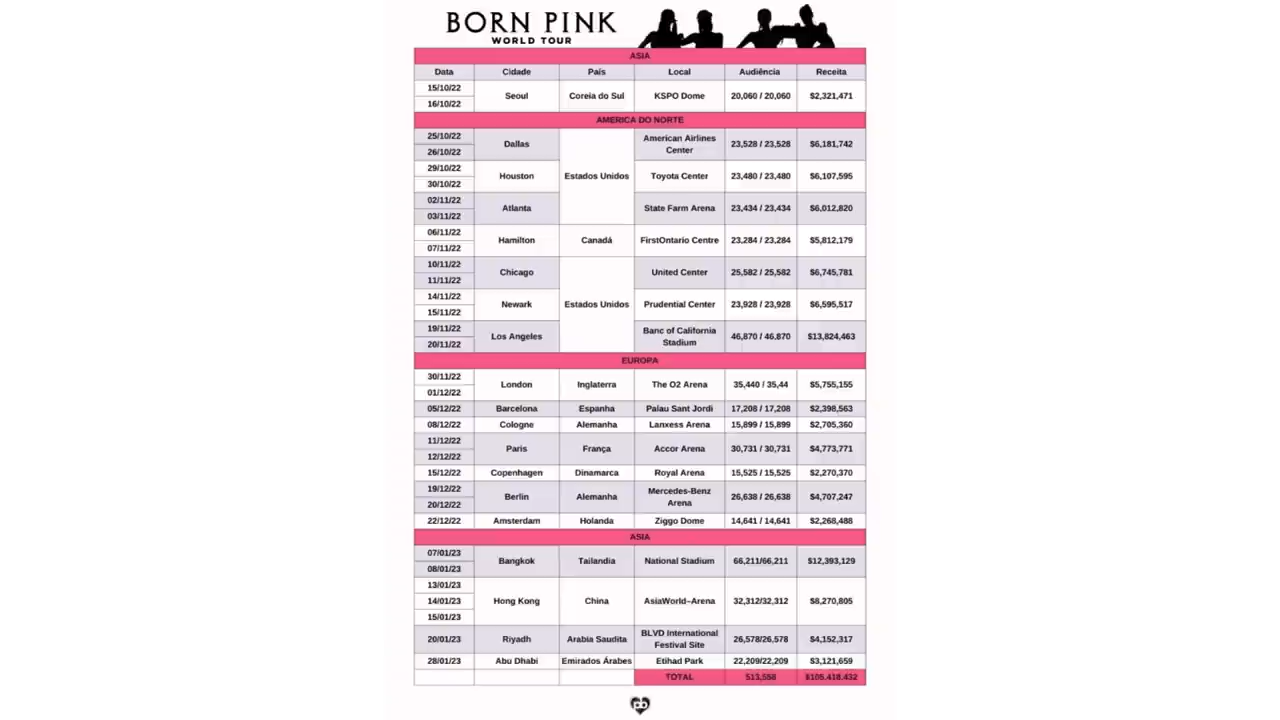 BORN PINK
WORLD TOUR
ASIA
Data Cidade País Local Audiência Receita
15/10/22 16/10/22 Seoul Coreia do Sul KSPO Dome 20,060 / 20,060 $2,321,471
AMERICA DO NORTE
25/10/22 26/10/22 Dallas Estados Unidos American Airlines Center 23,528 / 23,528 $6,181,742
29/10/22 30/10/22 Houston Toyota Center 23,480 / 23,480 $6,107,595
02/11/22 03/11/22 Atlanta State Farm Arena 23,434 / 23,434 $6,012,820
06/11/22 07/11/22 Hamilton Canadá FirstOntario Centre 23,284 / 23,284 $5,812,179
10/11/22 11/11/22 Chicago Estados Unidos United Center 25,582 / 25,582 $6,745,781
14/11/22 15/11/22 Newark Prudential Center 23,928 / 23,928 $6,595,517
19/11/22 20/11/22 Los Angeles Banc of California Stadium 46,870 / 46,870 $13,824,463
EUROPA
30/11/22 01/12/22 London Inglaterra The O2 Arena 35,440 / 35,44 $5,755,155
05/12/22 Barcelona Espanha Palau Sant Jordi 17,208 / 17,208 $2,398,563
08/12/22 Cologne Alemanha Lanxess Arena 15,899 / 15,899 $2,705,360
11/12/22 12/12/22 Paris França Accor Arena 30,731 / 30,731 $4,773,771
15/12/22 Copenhagen Dinamarca Royal Arena 15,525 / 15,525 $2,270,370
19/12/22 20/12/22 Berlin Alemanha Mercedes-Benz Arena 26,638 / 26,638 $4,707,247
22/12/22 Amsterdam Holanda Ziggo Dome 14,641 / 14,641 $2,268,488
ASIA
07/01/23 08/01/23 Bangkok Tailandia National Stadium 66,211/66,211 $12,393,129
13/01/23 14/01/23 15/01/23 Hong Kong China AsiaWorld–Arena 32,312/32,312 $8,270,805
20/01/23 Riyadh Arabia Saudita BLVD International Festival Site 26,578/26,578 $4,152,317
28/01/23 Abu Dhabi Emirados Árabes Etihad Park 22,209/22,209 $3,121,659
TOTAL 513,558 $105.418.432